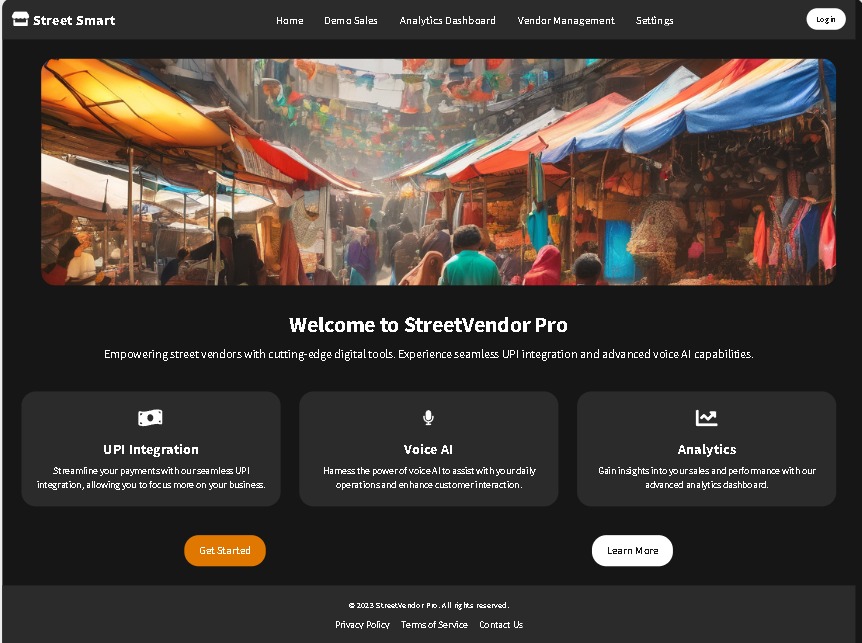 Street Smart
Home Demo Sales Analytics Dashboard Vendor Management Settings
Login
Welcome to StreetVendor Pro
Empowering street vendors with cutting-edge digital tools. Experience seamless UPI integration and advanced voice AI capabilities.
UPI Integration
Streamline your payments with our seamless UPI
integration, allowing you to focus more on your business.
Voice AI
Harness the power of voice AI to assist with your daily
operations and enhance customer interaction.
Analytics
Gain insights into your sales and performance with our
advanced analytics dashboard.
Get Started
Learn More
© 2023 StreetVendor Pro. All rights reserved.
Privacy Policy Terms of Service Contact Us